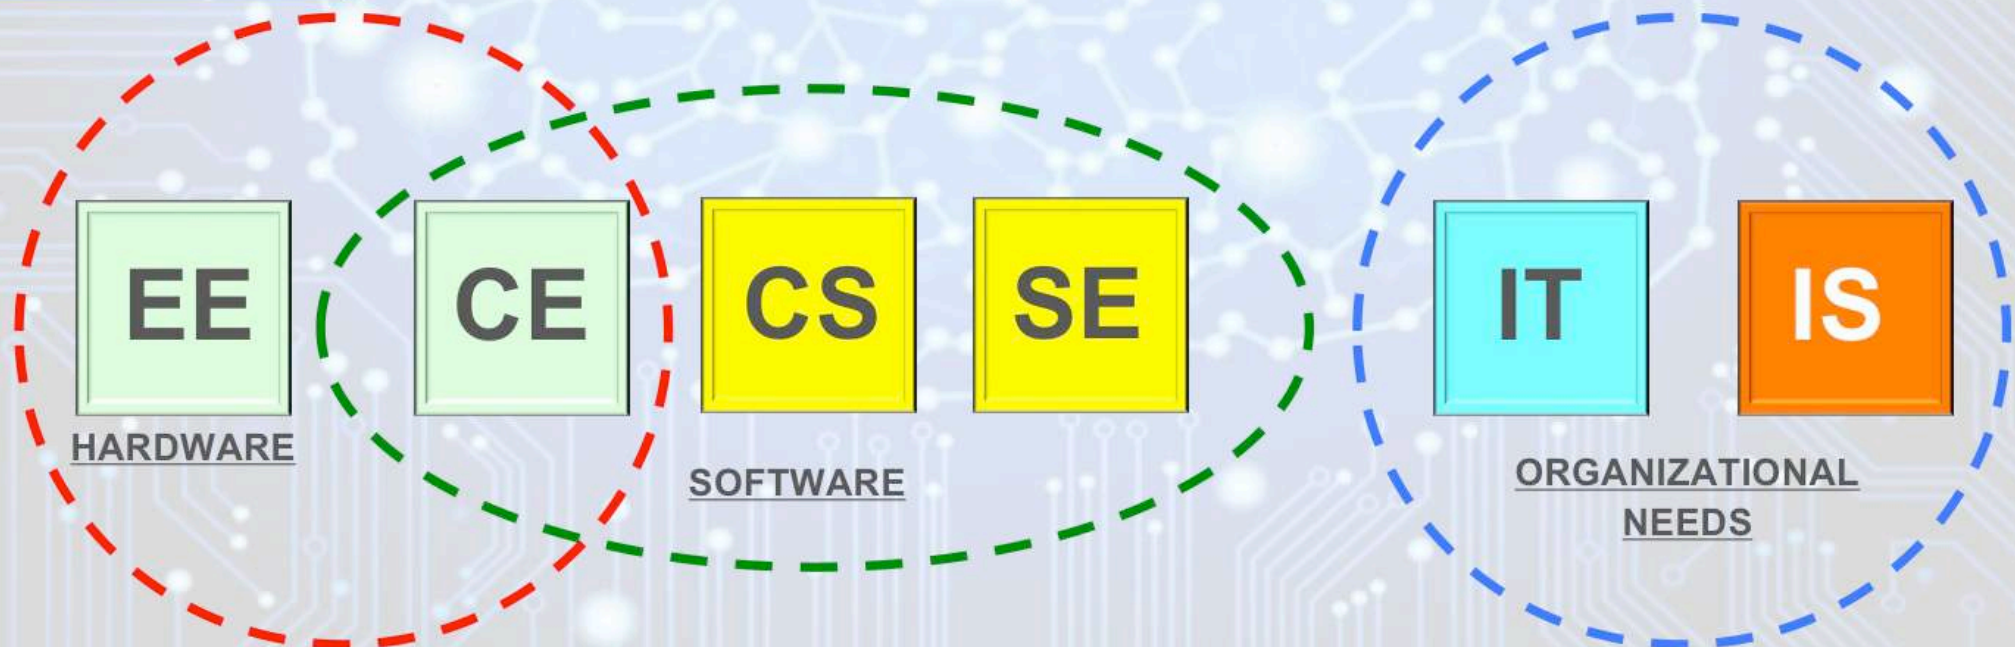 EE
CE
CS
SE
IT
IS
HARDWARE
SOFTWARE
ORGANIZATIONAL
NEEDS